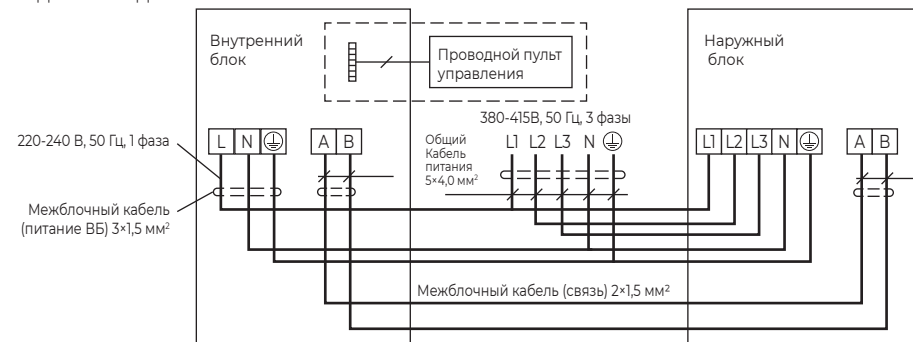 Внутренний
блок
Проводной пульт
управления
Наружный
блок
380-415В, 50 Гц, 3 фазы
220-240 В, 50 Гц, 1 фаза
L N
A B
Общий
Кабель
питания
5×4,0 мм²
L1 L2 L3 N
L1 L2 L3 N
A B
Межблочный кабель
(питание ВБ) 3×1,5 мм²
Межблочный кабель (связь) 2×1,5 мм²